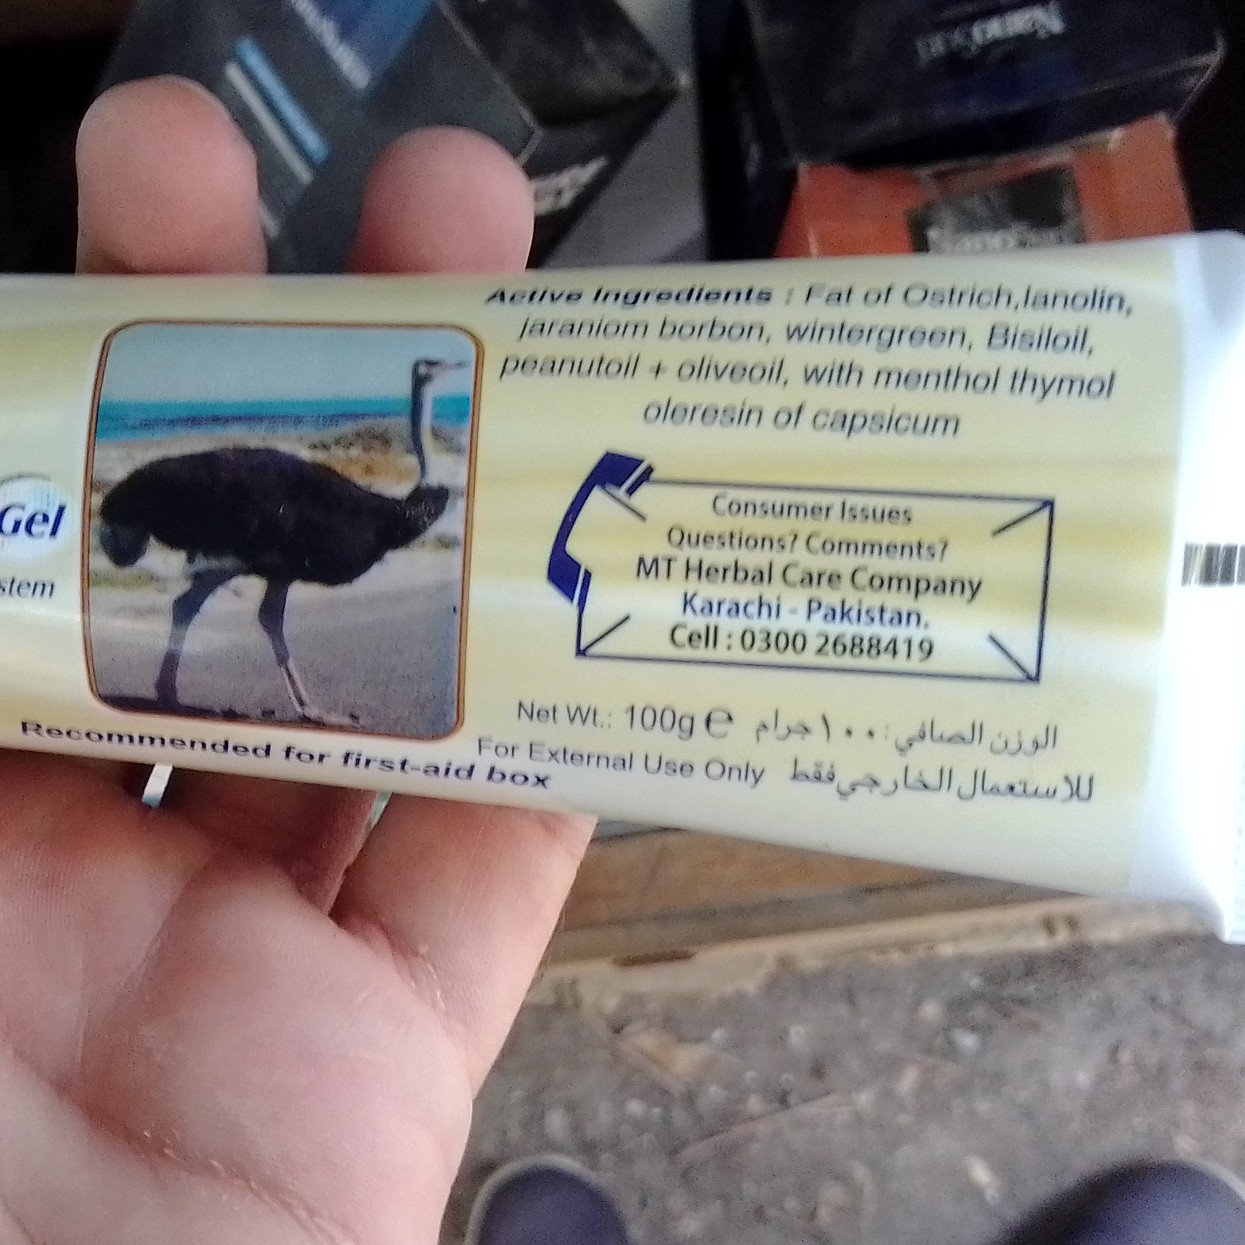 Active Ingredients : Fat of Ostrich,lanolin,
jaraniom borbon, wintergreen, Bisiloil,
peanutoil + oliveoil, with menthol thymol
oleresin of capsicum
Gel
stem
Consumer Issues
Questions? Comments?
MT Herbal Care Company
Karachi - Pakistan.
Cell : 0300 2688419
Net Wt.: 100g e الوزن الصافي: ١٠٠ جرام
For External Use Only للاستعمال الخارجي فقط
Recommended for first-aid box